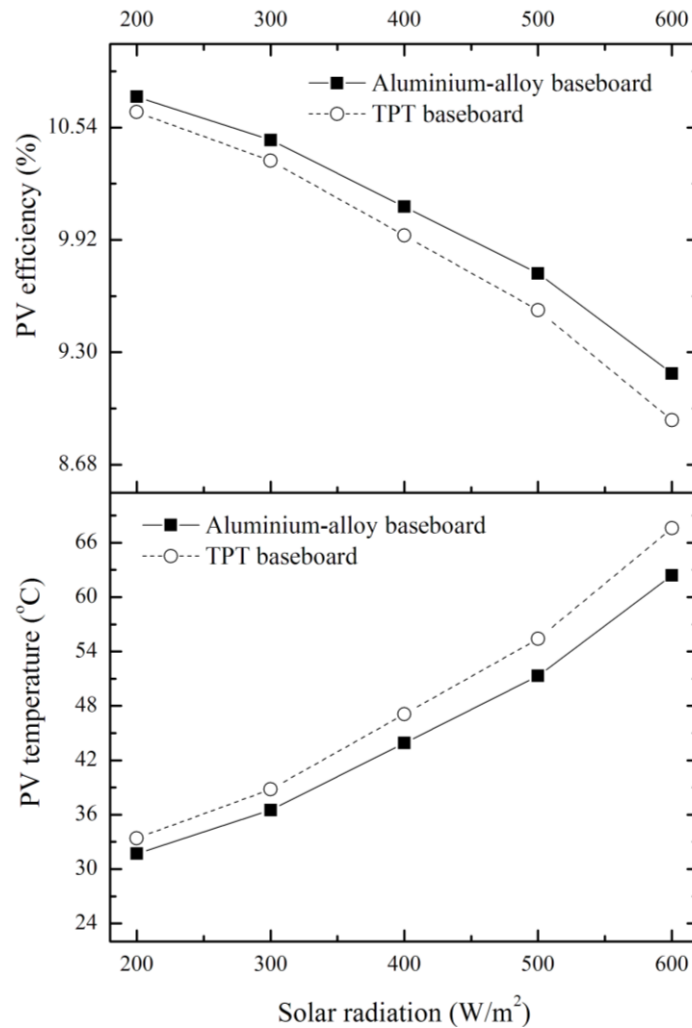 200 300 400 500 600
Aluminium-alloy baseboard
TPT baseboard
10.54
9.92
9.30
8.68
PV efficiency (%)
Aluminium-alloy baseboard
TPT baseboard
66
60
54
48
42
36
30
24
PV temperature (°C)
200 300 400 500 600
Solar radiation (W/m²)